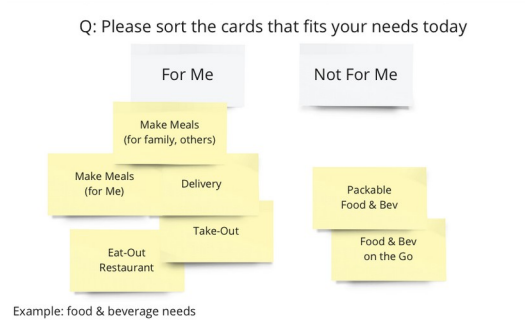 Q: Please sort the cards that fits your needs today
For Me
Not For Me
Make Meals
(for family, others)
Make Meals
(for Me)
Delivery
Take-Out
Eat-Out
Restaurant
Packable
Food & Bev
Food & Bev
on the Go
Example: food & beverage needs